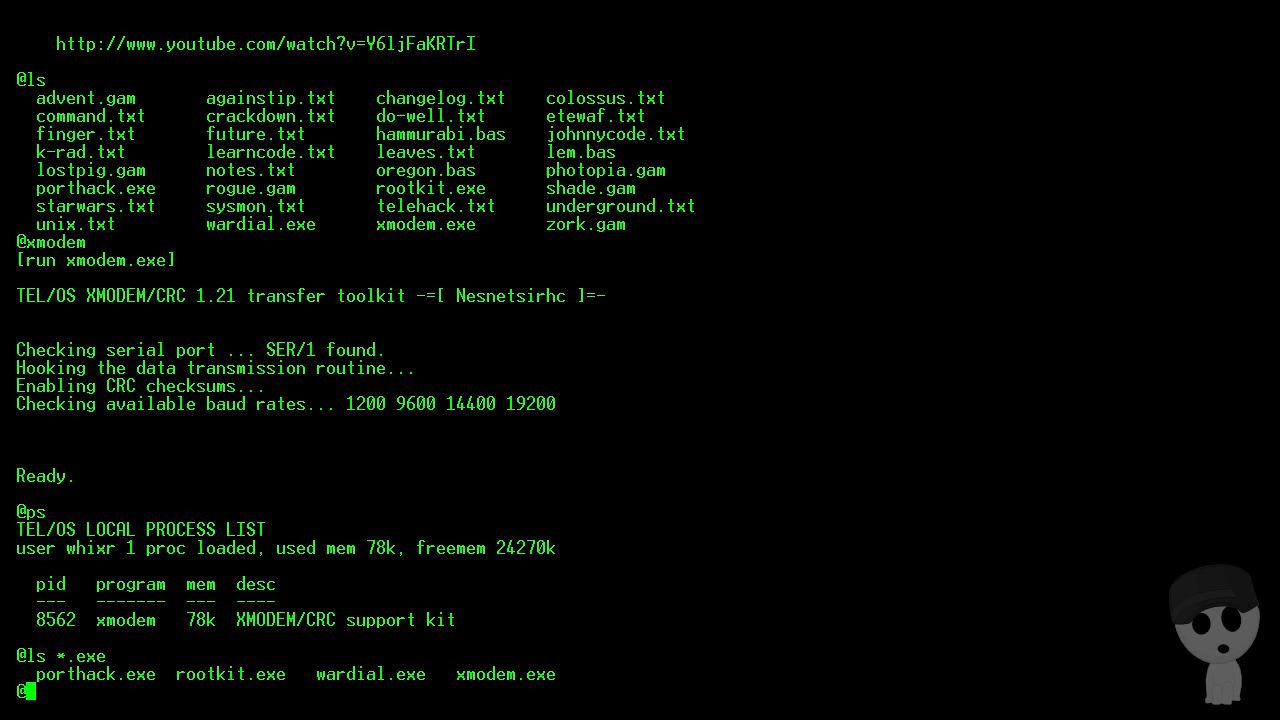 http://www.youtube.com/watch?v=Y6ljFaKRTrI
@ls
advent.gam againstip.txt changelog.txt colossus.txt
command.txt crackdown.txt do-well.txt etewaf.txt
finger.txt future.txt hammurabi.bas johnnycode.txt
k-rad.txt learncode.txt leaves.txt lem.bas
lostpig.gam notes.txt oregon.bas photopia.gam
porthack.exe rogue.gam rootkit.exe shade.gam
starwars.txt sysmon.txt telehack.txt underground.txt
unix.txt wardial.exe xmodem.exe zork.gam
@xmodem
[run xmodem.exe]
TEL/OS XMODEM/CRC 1.21 transfer toolkit -=[ Nesnetsirhc ]=-
Checking serial port ... SER/1 found.
Hooking the data transmission routine...
Enabling CRC checksums...
Checking available baud rates... 1200 9600 14400 19200
Ready.
@ps
TEL/OS LOCAL PROCESS LIST
user whixr 1 proc loaded, used mem 78k, freemem 24270k
pid program mem desc
--- ------- --- ----
8562 xmodem 78k XMODEM/CRC support kit
@ls *.exe
porthack.exe rootkit.exe wardial.exe xmodem.exe
@